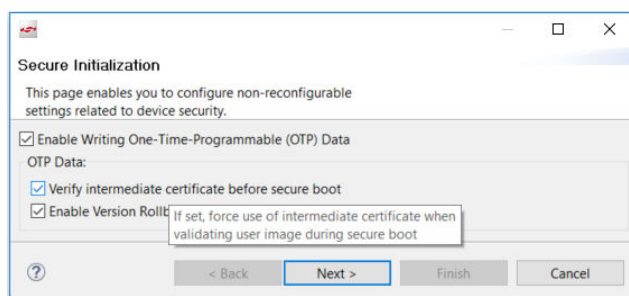 Secure Initialization
This page enables you to configure non-reconfigurable
settings related to device security.
Enable Writing One-Time-Programmable (OTP) Data
OTP Data:
Verify intermediate certificate before secure boot
Enable Version
If set, force use of intermediate certificate when
validating user image during secure boot
?
< Back Next > Finish Cancel